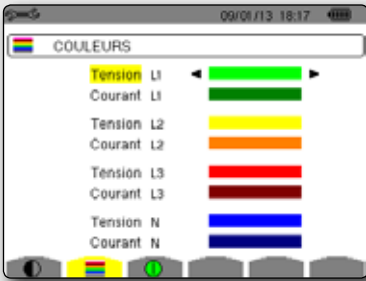 09/01/13 18:17
COULEURS
Tension L1
Courant L1
Tension L2
Courant L2
Tension L3
Courant L3
Tension N
Courant N